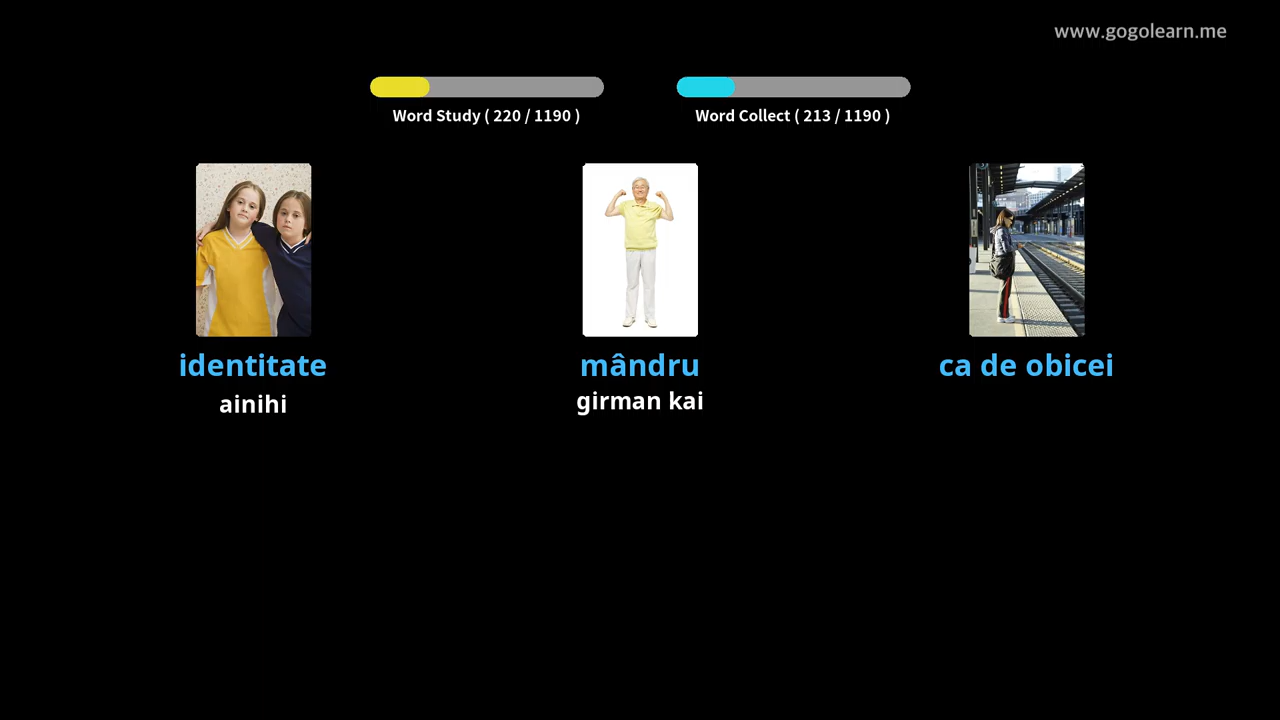 www.gogolearn.me
Word Study ( 220 / 1190 )
Word Collect ( 213 / 1190 )
identitate
ainihi
mândru
girman kai
ca de obicei